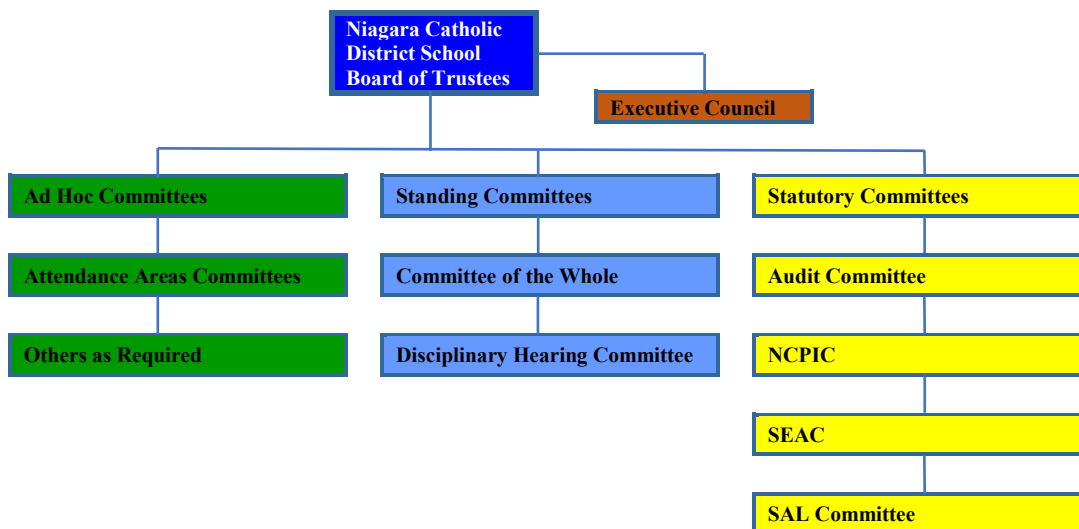 Niagara Catholic
District School
Board of Trustees
Executive Council
Ad Hoc Committees
Standing Committees
Statutory Committees
Attendance Areas Committees
Committee of the Whole
Audit Committee
Others as Required
Disciplinary Hearing Committee
NCPIC
SEAC
SAL Committee